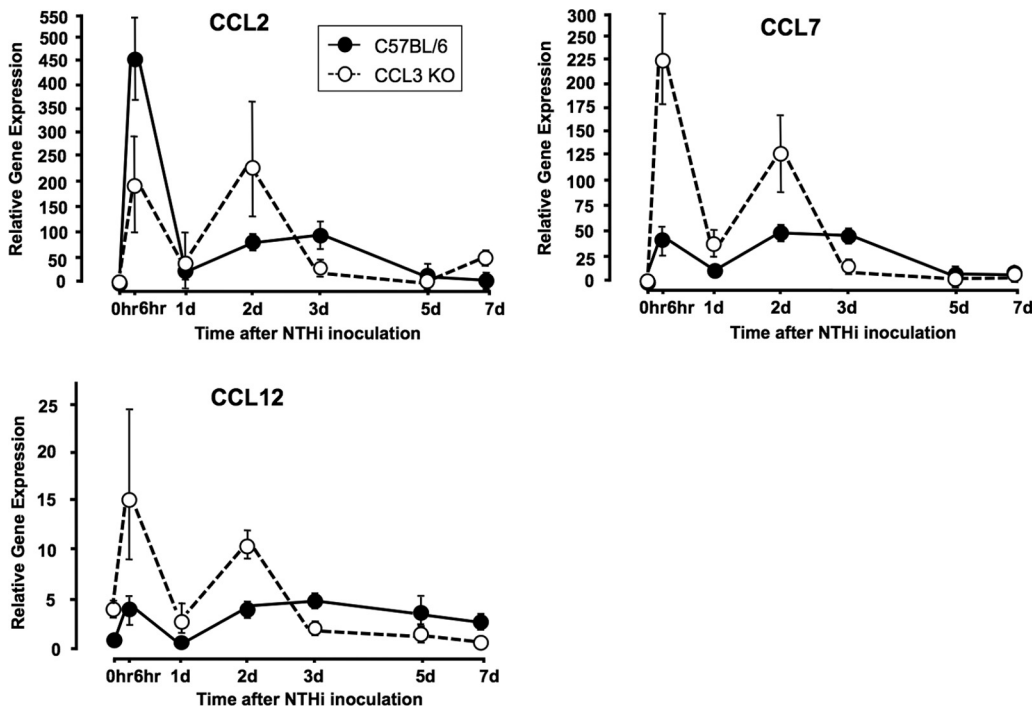 CCL2
C57BL/6
CCL3 KO
Relative Gene Expression
550
500
450
400
350
300
250
200
100
50
0
0hr6hr 1d 2d 3d 5d 7d
Time after NTHi inoculation
CCL7
Relative Gene Expression
300
275
250
225
200
175
150
125
100
75
50
25
0
0hr6hr 1d 2d 3d 5d 7d
Time after NTHi inoculation
CCL12
Relative Gene Expression
25
20
15
10
5
0
0hr6hr 1d 2d 3d 5d 7d
Time after NTHi inoculation